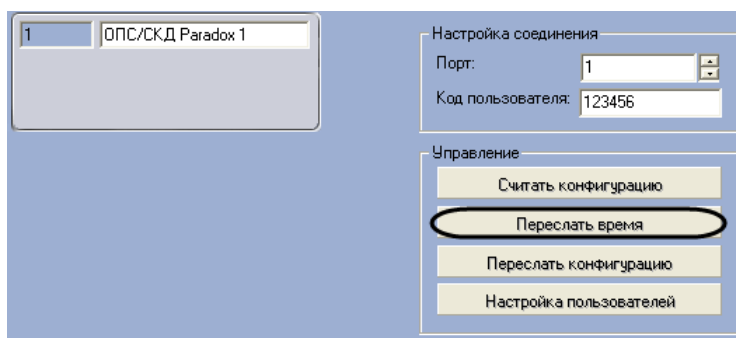 1 ОПС/СКД Paradox 1
Настройка соединения
Порт: 1
Код пользователя: 123456
Управление
Считать конфигурацию
Переслать время
Переслать конфигурацию
Настройка пользователей